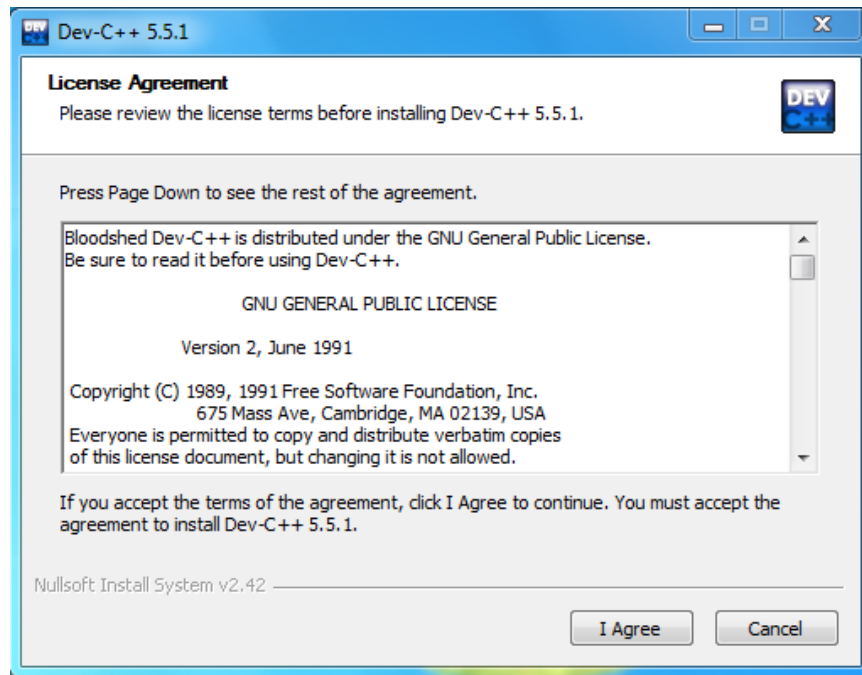 Dev-C++ 5.5.1
License Agreement
Please review the license terms before installing Dev-C++ 5.5.1.
DEV
C++
Press Page Down to see the rest of the agreement.
Bloodshed Dev-C++ is distributed under the GNU General Public License.
Be sure to read it before using Dev-C++.
GNU GENERAL PUBLIC LICENSE
Version 2, June 1991
Copyright (C) 1989, 1991 Free Software Foundation, Inc.
675 Mass Ave, Cambridge, MA 02139, USA
Everyone is permitted to copy and distribute verbatim copies
of this license document, but changing it is not allowed.
If you accept the terms of the agreement, click I Agree to continue. You must accept the
agreement to install Dev-C++ 5.5.1.
Nullsoft Install System v2.42
I Agree Cancel